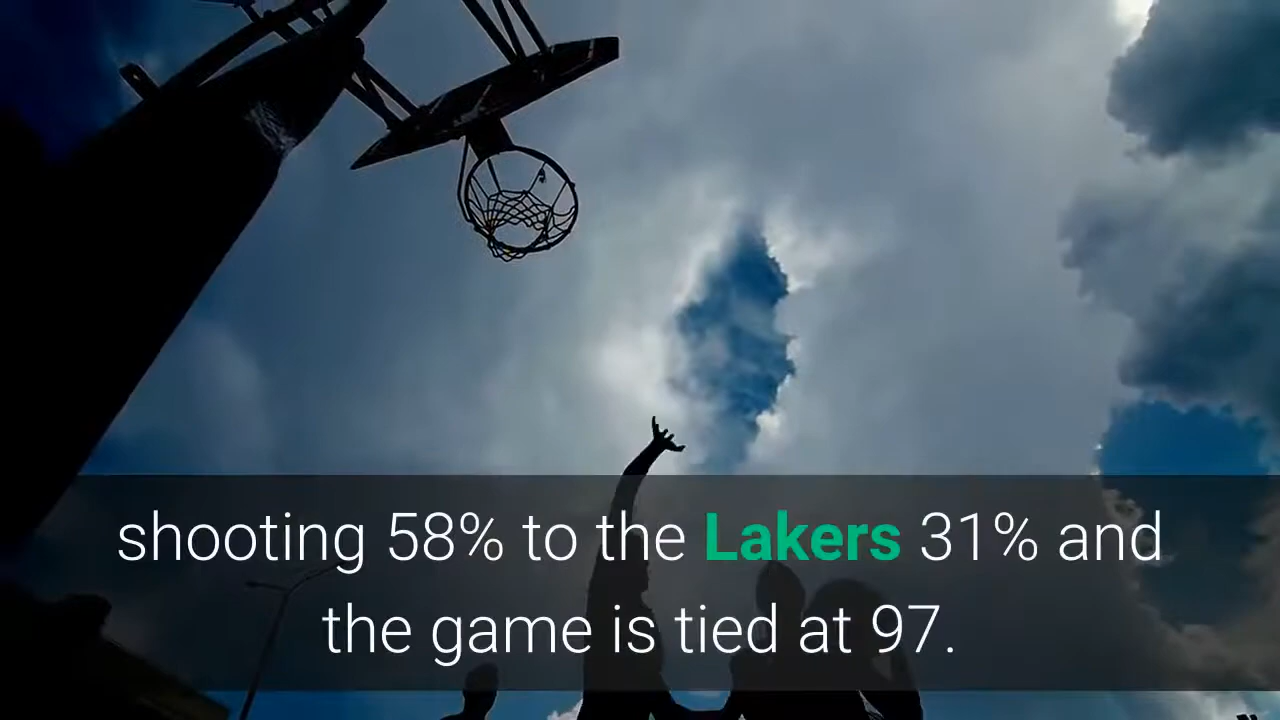 shooting 58% to the Lakers 31% and
the game is tied at 97.